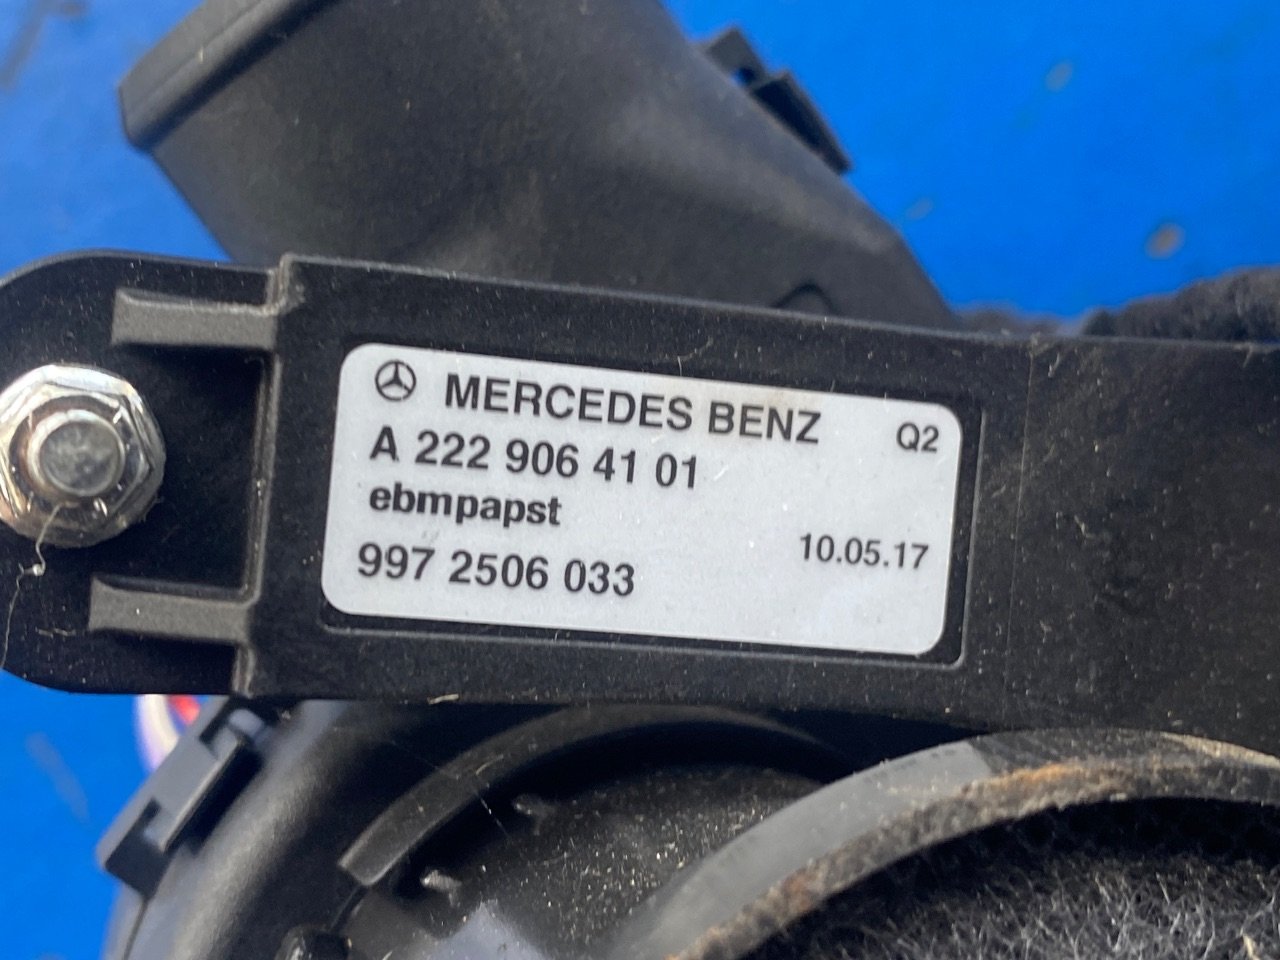 MERCEDES BENZ Q2
A 222 906 41 01
ebmpapst
10.05.17
997 2506 033